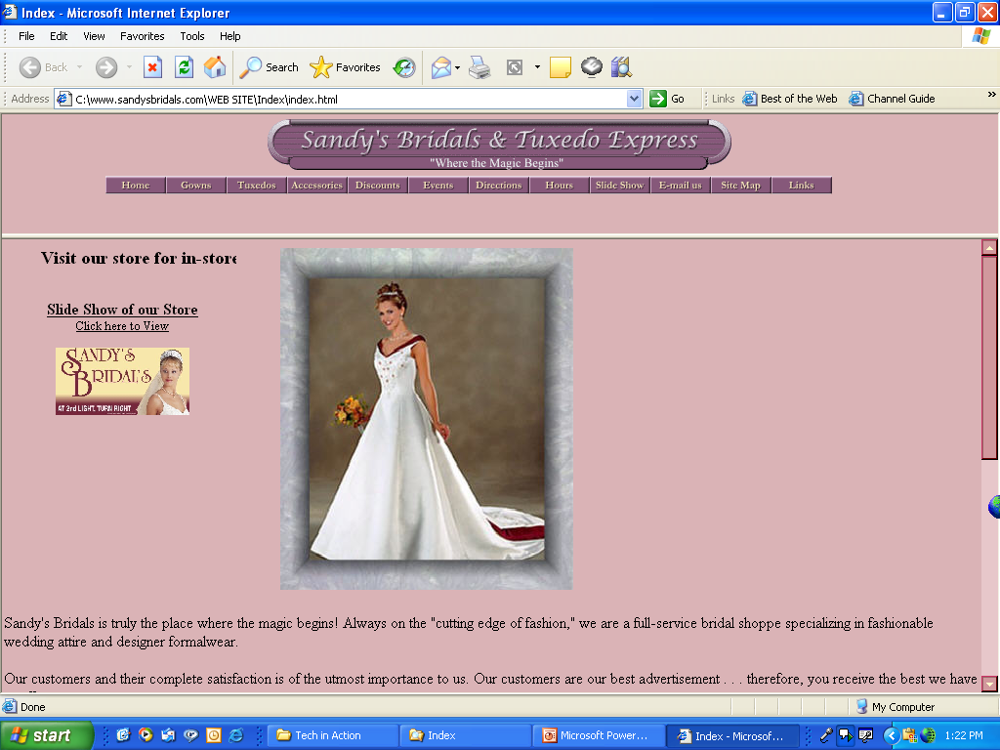 Index - Microsoft Internet Explorer
File Edit View Favorites Tools Help
Back Search Favorites
Address C:\www.sandysbridals.com\WEB SITE\Index\index.html Go Links Best of the Web Channel Guide »
Sandy's Bridals & Tuxedo Express
"Where the Magic Begins"
Home Gowns Tuxedos Accessories Discounts Events Directions Hours Slide Show E-mail us Site Map Links
Visit our store for in-store
Slide Show of our Store
Click here to View
SANDY'S
BRIDAL'S
AT 2nd LIGHT, TURN RIGHT
Sandy's Bridals is truly the place where the magic begins! Always on the "cutting edge of fashion," we are a full-service bridal shoppe specializing in fashionable
wedding attire and designer formalwear.
Our customers and their complete satisfaction is of the utmost importance to us. Our customers are our best advertisement . . . therefore, you receive the best we have
Done My Computer
start Tech in Action Index Microsoft Power... Index - Microsof... 1:22 PM